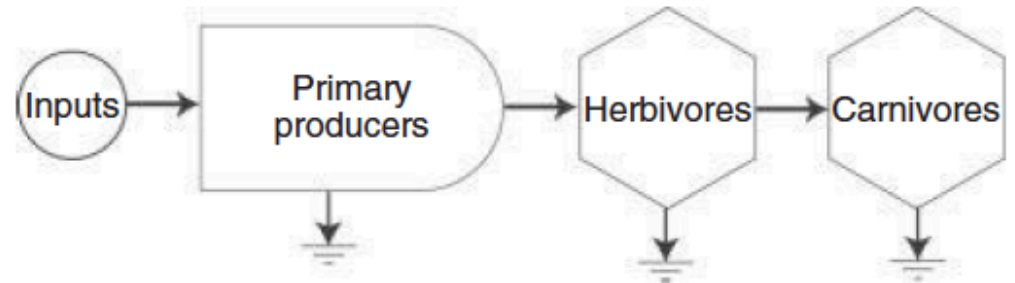 Inputs
Primary
producers
Herbivores
Carnivores